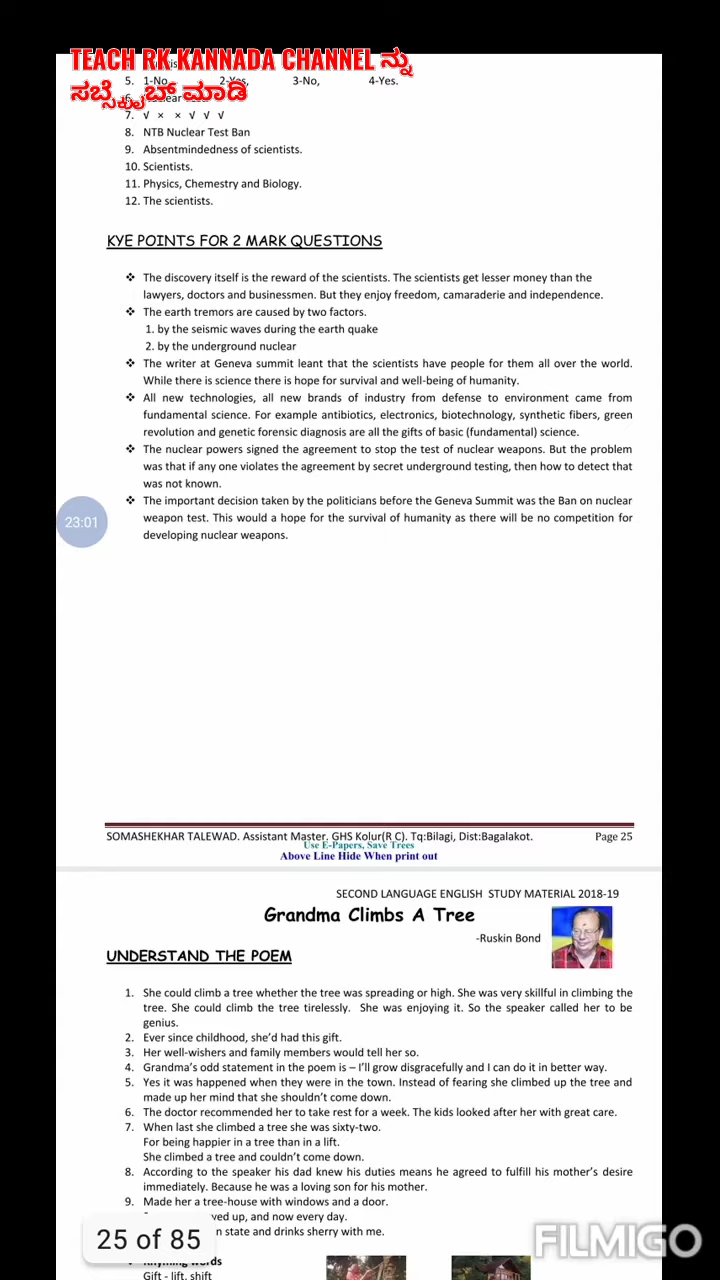 TEACH RK KANNADA CHANNEL ನ್ನು
ಸಬ್ಸ್ಕ್ರೈಬ್ ಮಾಡಿ
5. 1-No, 2-Yes, 3-No, 4-Yes.
6.
7. √ × × √ √ √
8. NTB Nuclear Test Ban
9. Absentmindedness of scientists.
10. Scientists.
11. Physics, Chemestry and Biology.
12. The scientists.
KYE POINTS FOR 2 MARK QUESTIONS
❖ The discovery itself is the reward of the scientists. The scientists get lesser money than the
lawyers, doctors and businessmen. But they enjoy freedom, camaraderie and independence.
❖ The earth tremors are caused by two factors.
1. by the seismic waves during the earth quake
2. by the underground nuclear
❖ The writer at Geneva summit leant that the scientists have people for them all over the world.
While there is science there is hope for survival and well-being of humanity.
❖ All new technologies, all new brands of industry from defense to environment came from
fundamental science. For example antibiotics, electronics, biotechnology, synthetic fibers, green
revolution and genetic forensic diagnosis are all the gifts of basic (fundamental) science.
❖ The nuclear powers signed the agreement to stop the test of nuclear weapons. But the problem
was that if any one violates the agreement by secret underground testing, then how to detect that
was not known.
❖ The important decision taken by the politicians before the Geneva Summit was the Ban on nuclear
weapon test. This would a hope for the survival of humanity as there will be no competition for
developing nuclear weapons.
23:01
SOMASHEKHAR TALEWAD. Assistant Master. GHS Kolur(R C). Tq:Bilagi, Dist:Bagalakot. Page 25
Use E-Papers, Save Trees
Above Line Hide When print out
SECOND LANGUAGE ENGLISH STUDY MATERIAL 2018-19
Grandma Climbs A Tree
-Ruskin Bond
UNDERSTAND THE POEM
1. She could climb a tree whether the tree was spreading or high. She was very skillful in climbing the
tree. She could climb the tree tirelessly. She was enjoying it. So the speaker called her to be
genius.
2. Ever since childhood, she'd had this gift.
3. Her well-wishers and family members would tell her so.
4. Grandma's odd statement in the poem is – I'll grow disgracefully and I can do it in better way.
5. Yes it was happened when they were in the town. Instead of fearing she climbed up the tree and
made up her mind that she shouldn't come down.
6. The doctor recommended her to take rest for a week. The kids looked after her with great care.
7. When last she climbed a tree she was sixty-two.
For being happier in a tree than in a lift.
She climbed a tree and couldn't come down.
8. According to the speaker his dad knew his duties means he agreed to fulfill his mother's desire
immediately. Because he was a loving son for his mother.
9. Made her a tree-house with windows and a door.
up, and now every day.
state and drinks sherry with me.
Rhyming words
Gift - lift, shift
25 of 85
FILMIGO